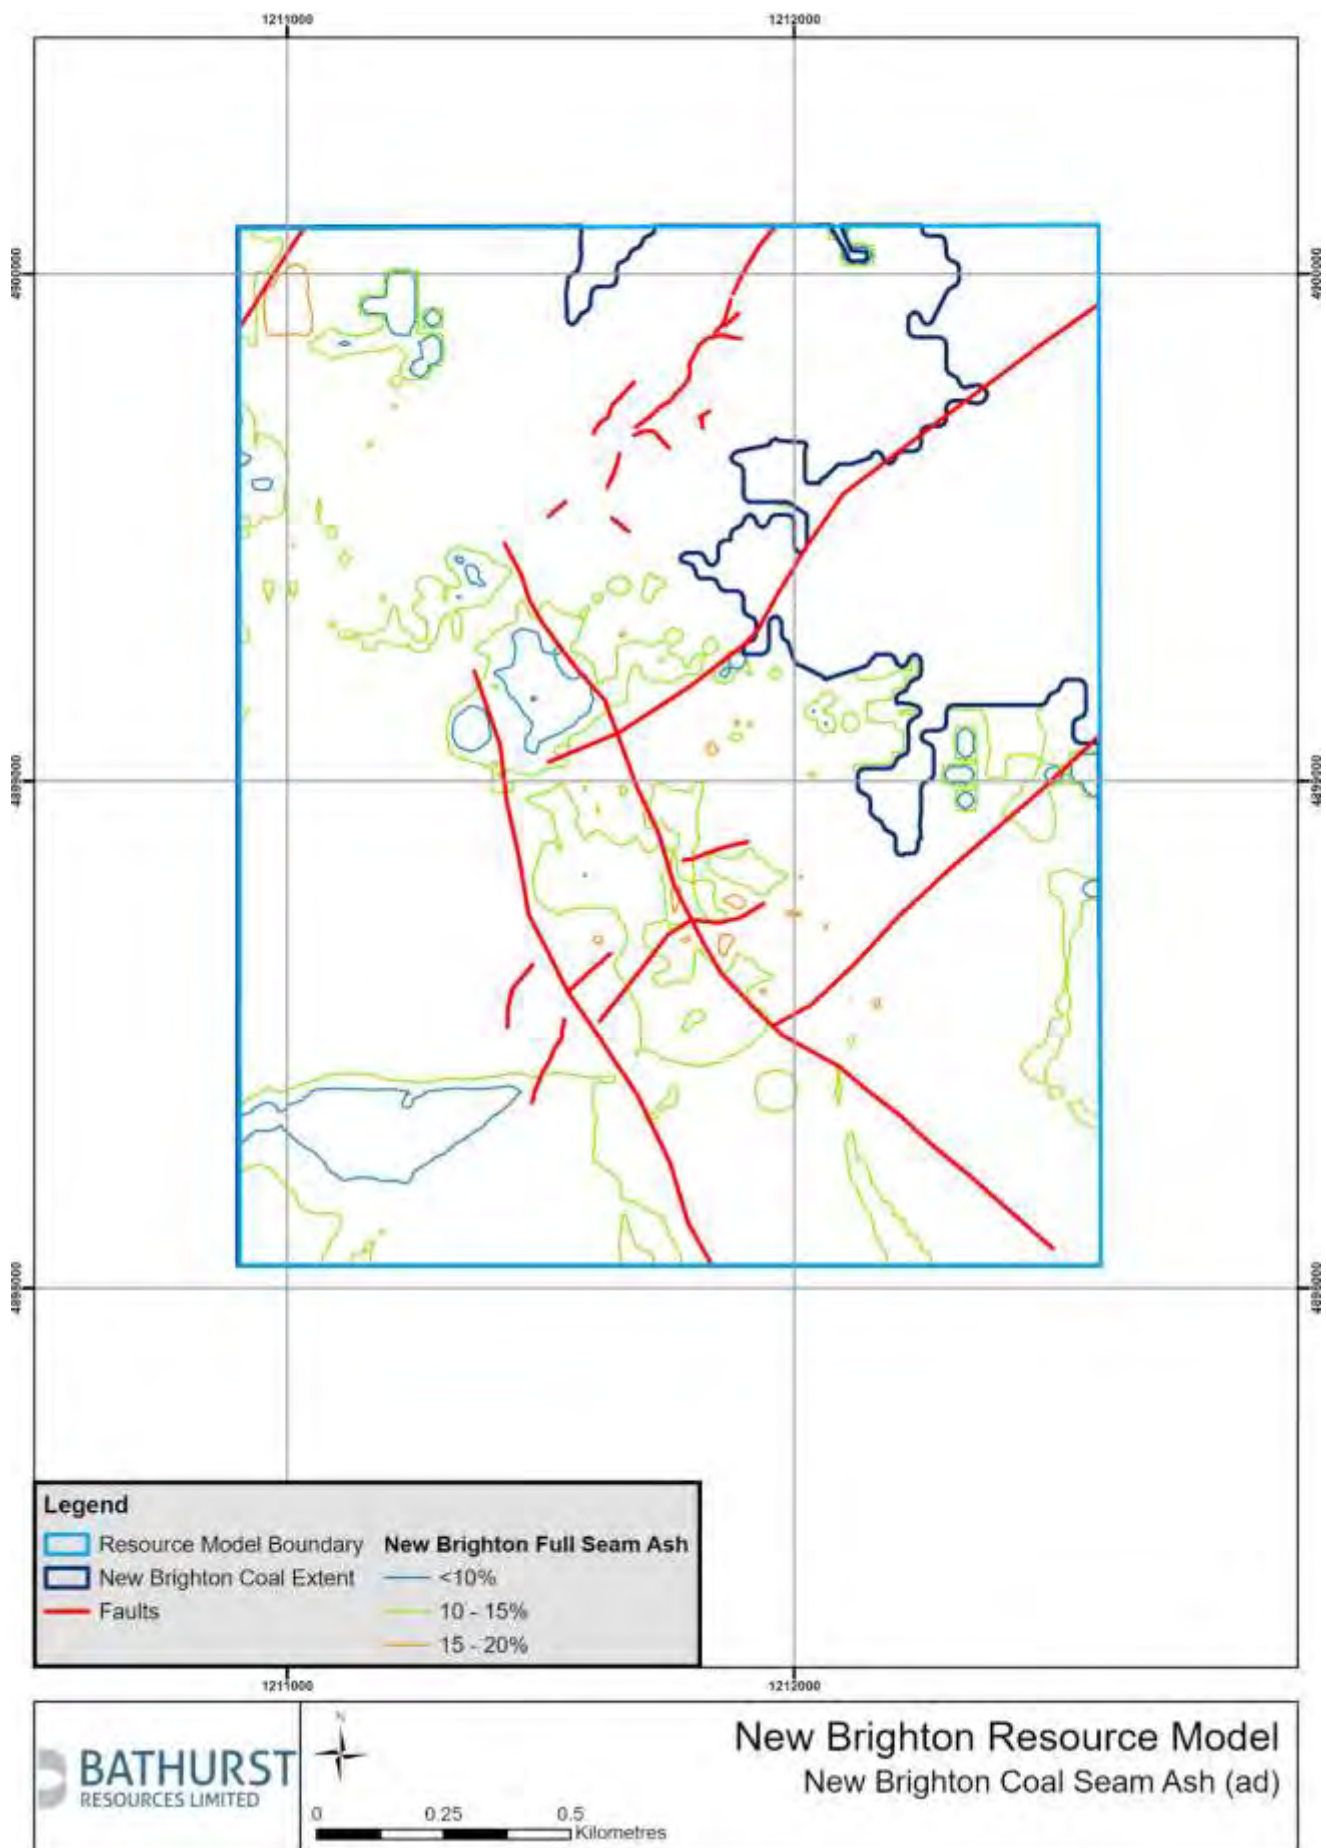 1211000 1212000
4900000 4900000
4899000 4899000
4898000 4898000
Legend
Resource Model Boundary New Brighton Full Seam Ash
New Brighton Coal Extent <10%
Faults 10 - 15%
15 - 20%
1211000 1212000
BATHURST
RESOURCES LIMITED
N
0 0.25 0.5
Kilometres
New Brighton Resource Model
New Brighton Coal Seam Ash (ad)